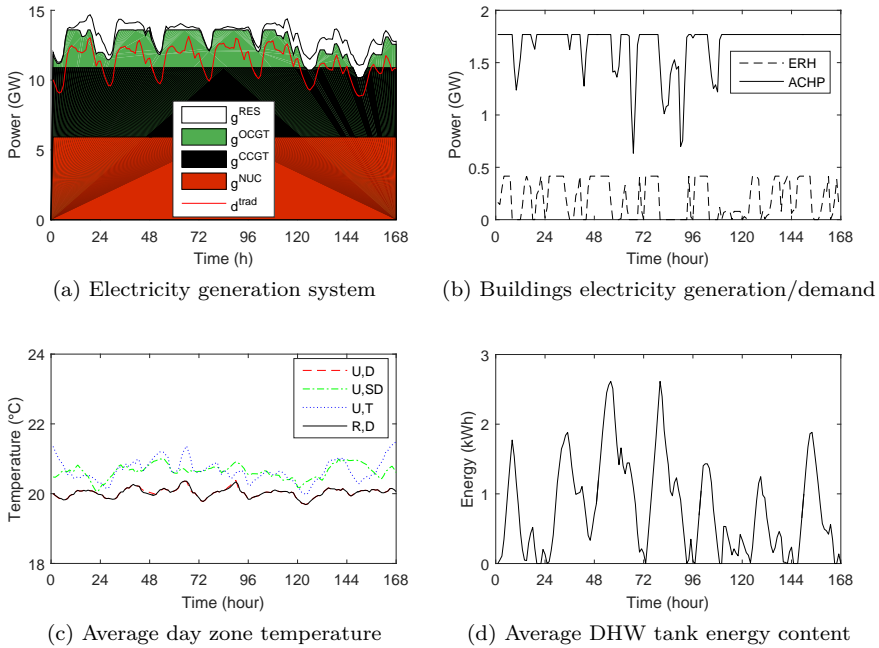 15
10
5
0
Power (GW)
g^RES
g^OCGT
g^CCGT
g^NUC
d^trad
0 24 48 72 96 120 144 168
Time (h)
(a) Electricity generation system
2
1.5
1
0.5
0
Power (GW)
ERH
ACHP
0 24 48 72 96 120 144 168
Time (hour)
(b) Buildings electricity generation/demand
24
22
20
18
Temperature (°C)
U,D
U,SD
U,T
R,D
0 24 48 72 96 120 144 168
Time (hour)
(c) Average day zone temperature
3
2
1
0
Energy (kWh)
0 24 48 72 96 120 144 168
Time (hour)
(d) Average DHW tank energy content